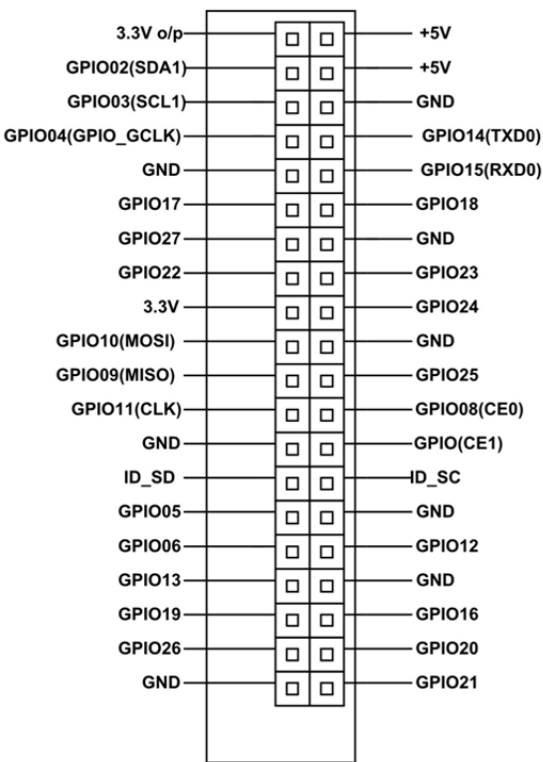 3.3V o/p +5V
GPIO02(SDA1) +5V
GPIO03(SCL1) GND
GPIO04(GPIO_GCLK) GPIO14(TXD0)
GND GPIO15(RXD0)
GPIO17 GPIO18
GPIO27 GND
GPIO22 GPIO23
3.3V GPIO24
GPIO10(MOSI) GND
GPIO09(MISO) GPIO25
GPIO11(CLK) GPIO08(CE0)
GND GPIO(CE1)
ID_SD ID_SC
GPIO05 GND
GPIO06 GPIO12
GPIO13 GND
GPIO19 GPIO16
GPIO26 GPIO20
GND GPIO21